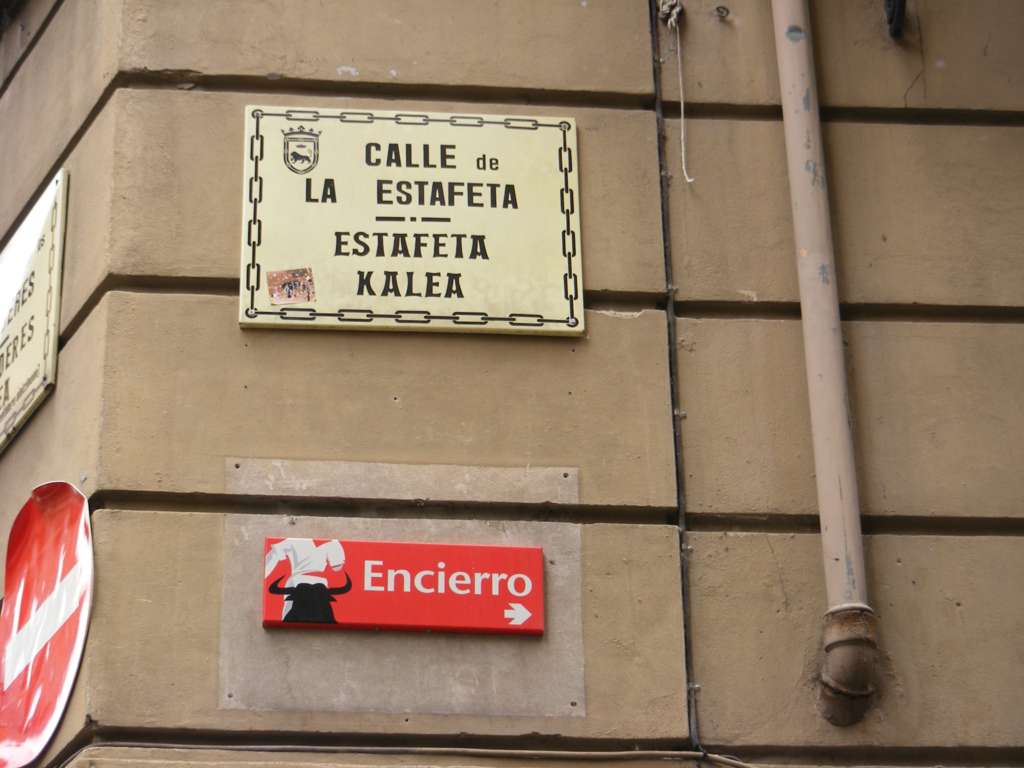 CALLE de
LA ESTAFETA
ESTAFETA
KALEA
Encierro